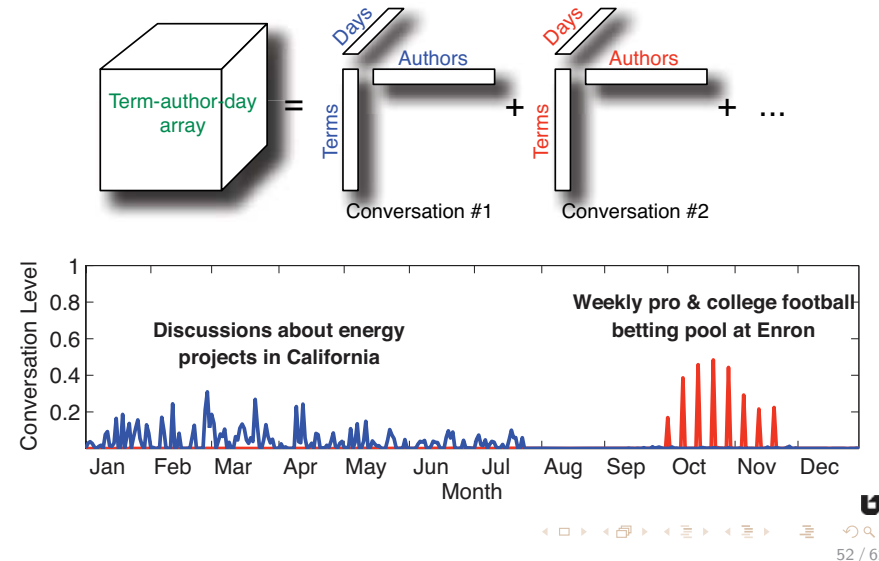 Days
Days
Authors
Authors
Term-author-day
array
=
Terms
+
Terms
+ ...
Conversation #1
Conversation #2
Conversation Level
1
0.8
0.6
0.4
0.2
Discussions about energy
projects in California
Weekly pro & college football
betting pool at Enron
Jan Feb Mar Apr May Jun Jul Aug Sep Oct Nov Dec
Month
52 / 6